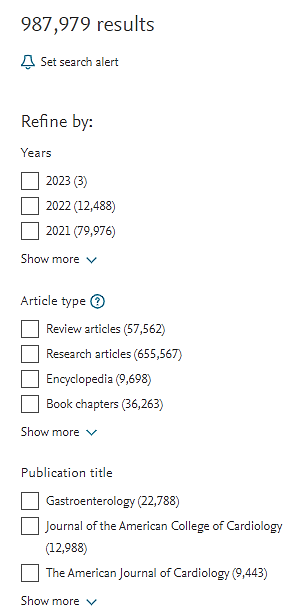 987,979 results
Set search alert
Refine by:
Years
2023 (3)
2022 (12,488)
2021 (79,976)
Show more
Article type ?
Review articles (57,562)
Research articles (655,567)
Encyclopedia (9,698)
Book chapters (36,263)
Show more
Publication title
Gastroenterology (22,788)
Journal of the American College of Cardiology
(12,988)
The American Journal of Cardiology (9,443)
Show more